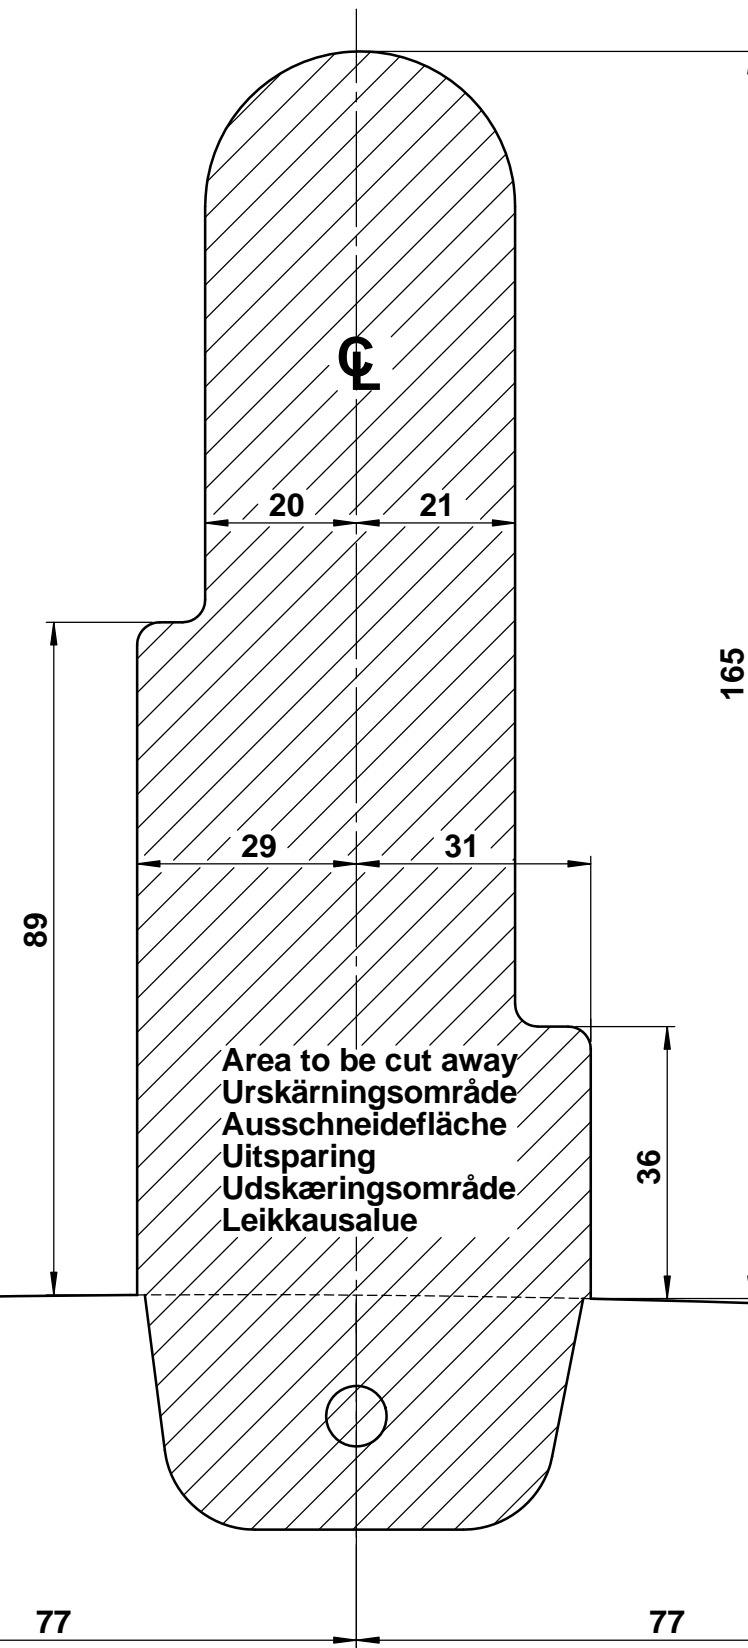 ℄
20
21
165
29
31
89
Area to be cut away
Urskärningsområde
Ausschneidefläche
Uitsparing
Udskæringsområde
Leikkausalue
36
77
77